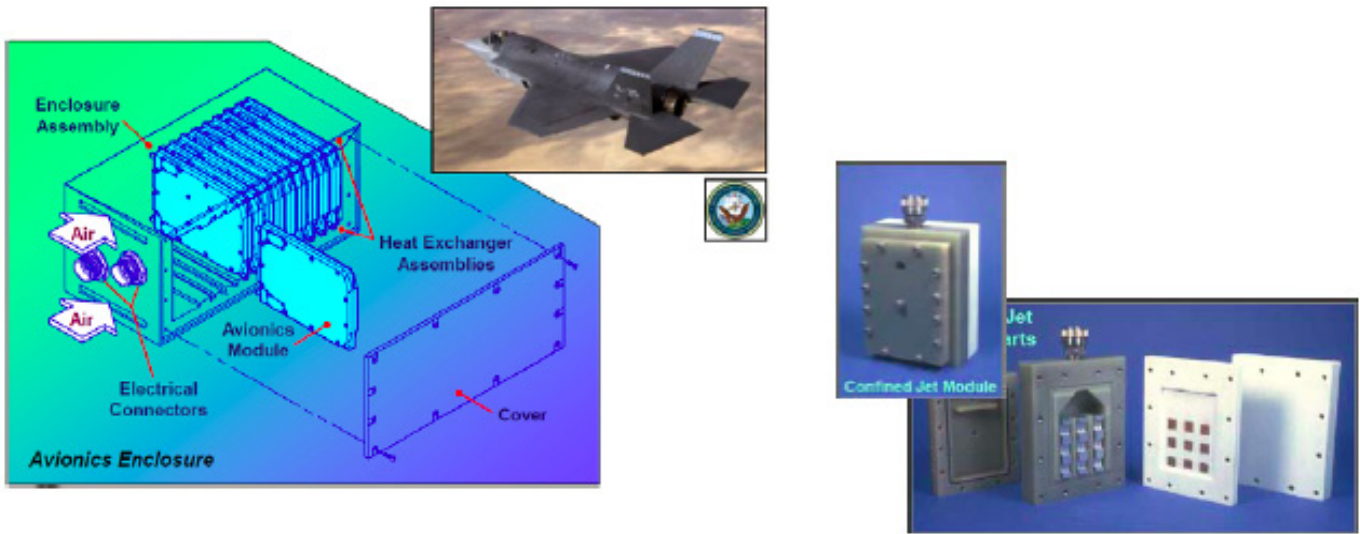 Enclosure
Assembly
Air
Air
Heat Exchanger
Assemblies
Avionics
Module
Electrical
Connectors
Cover
Avionics Enclosure
Confined Jet Module
Jet
arts